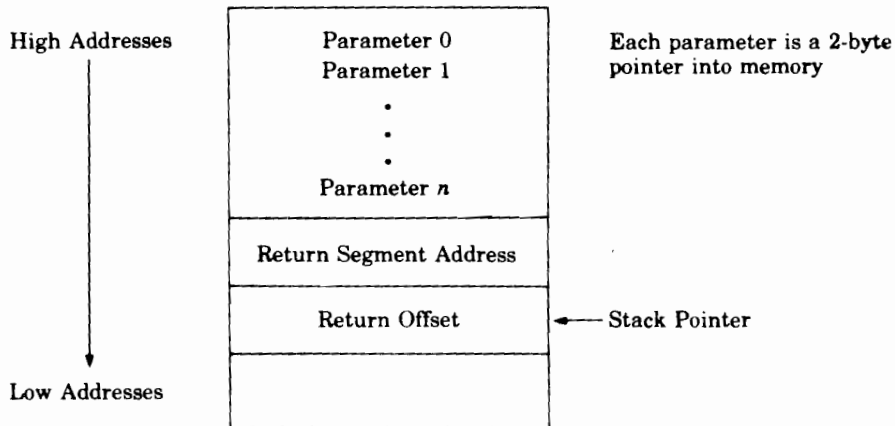 High Addresses
Parameter 0
Parameter 1
•
•
•
Parameter n
Each parameter is a 2-byte
pointer into memory
Return Segment Address
Return Offset
Stack Pointer
Low Addresses